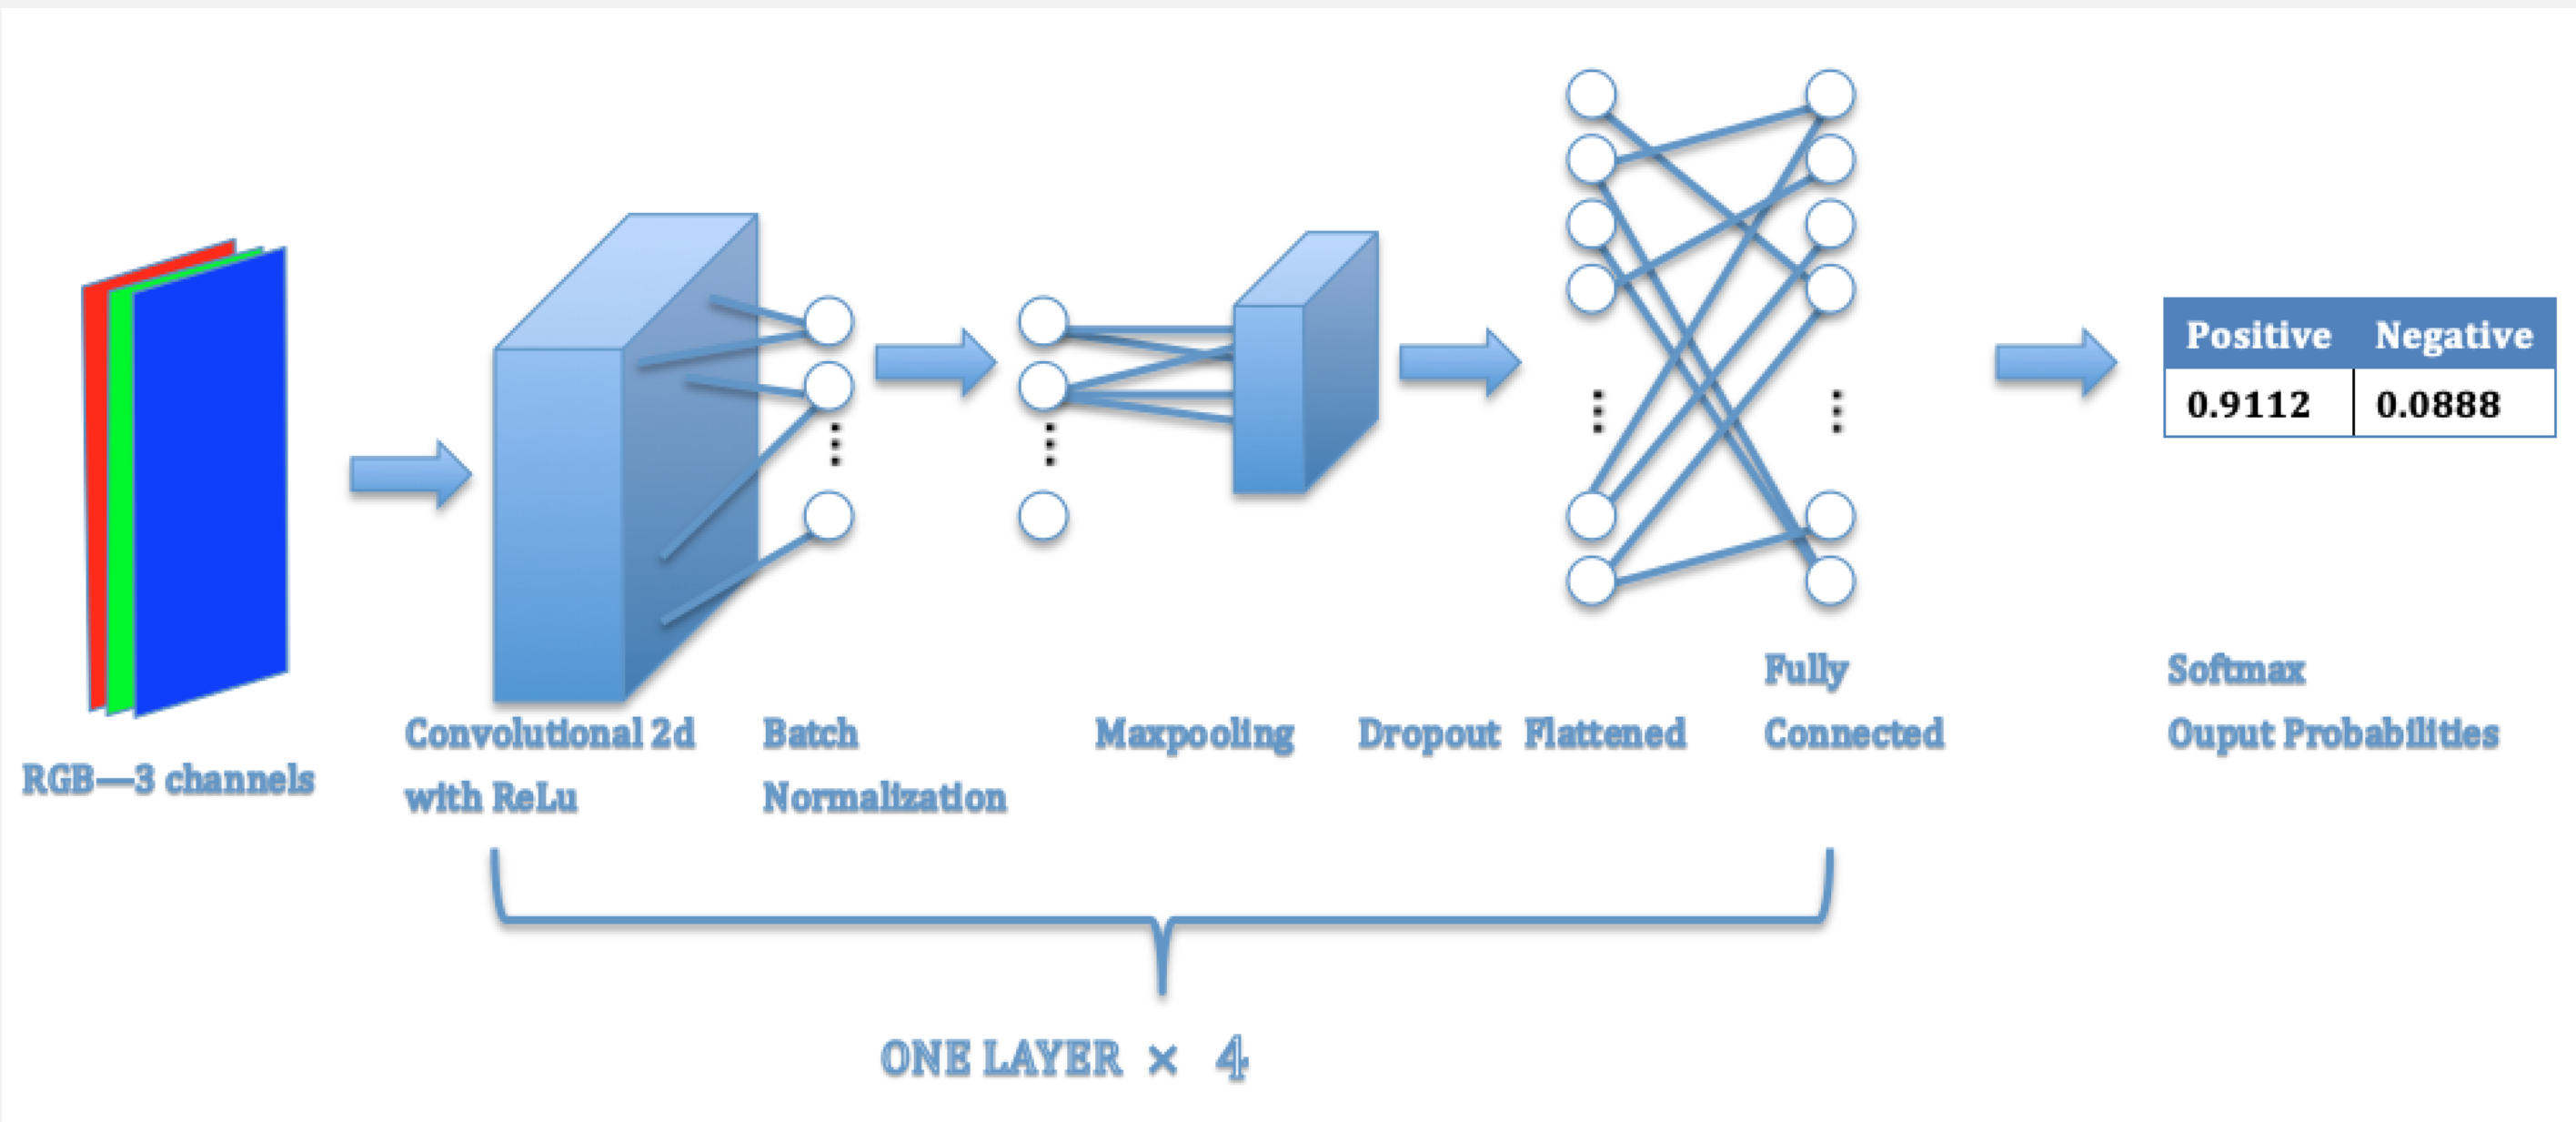 Positive Negative
0.9112 0.0888
RGB—3 channels
Convolutional 2d
with ReLu
Batch
Normalization
Maxpooling
Dropout
Flattened
Fully
Connected
Softmax
Ouput Probabilities
ONE LAYER × 4